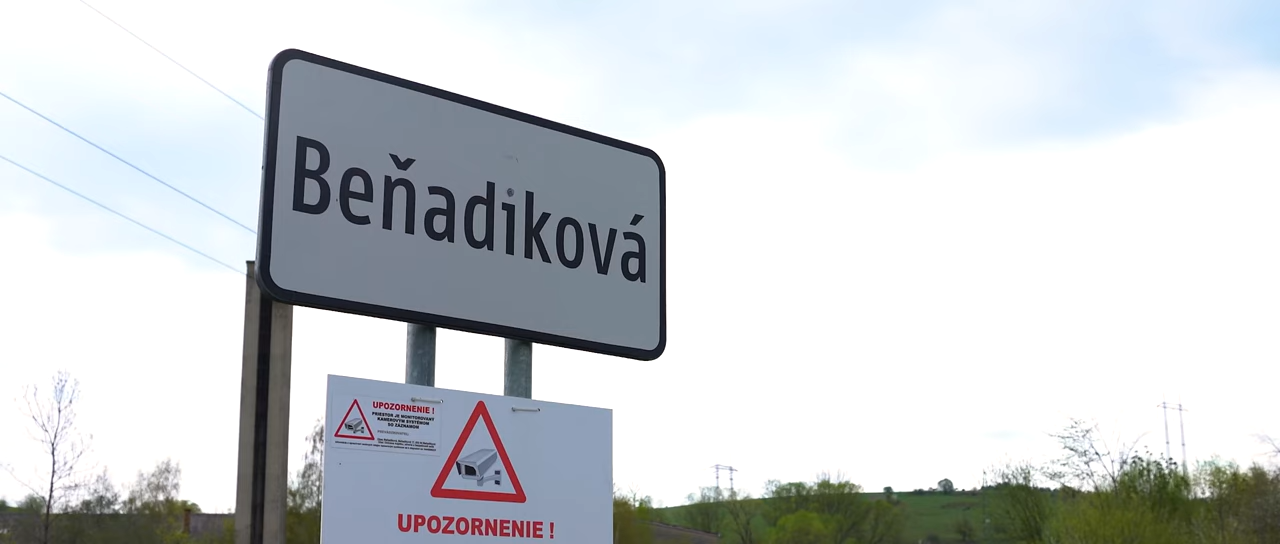 Beňadiková
UPOZORNENIE !
PRIESTOR JE MONITOROVANÝ
KAMEROVÝM SYSTÉMOM
SO ZÁZNAMOM
UPOZORNENIE !